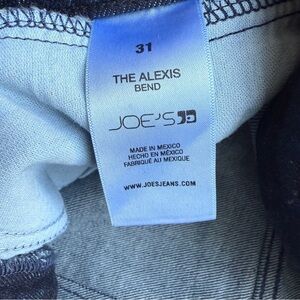 31
THE ALEXIS
BEND
JOE'S
MADE IN MEXICO
HECHO EN MÉXICO
FABRIQUÉ AU MEXIQUE
WWW.JOESJEANS.COM